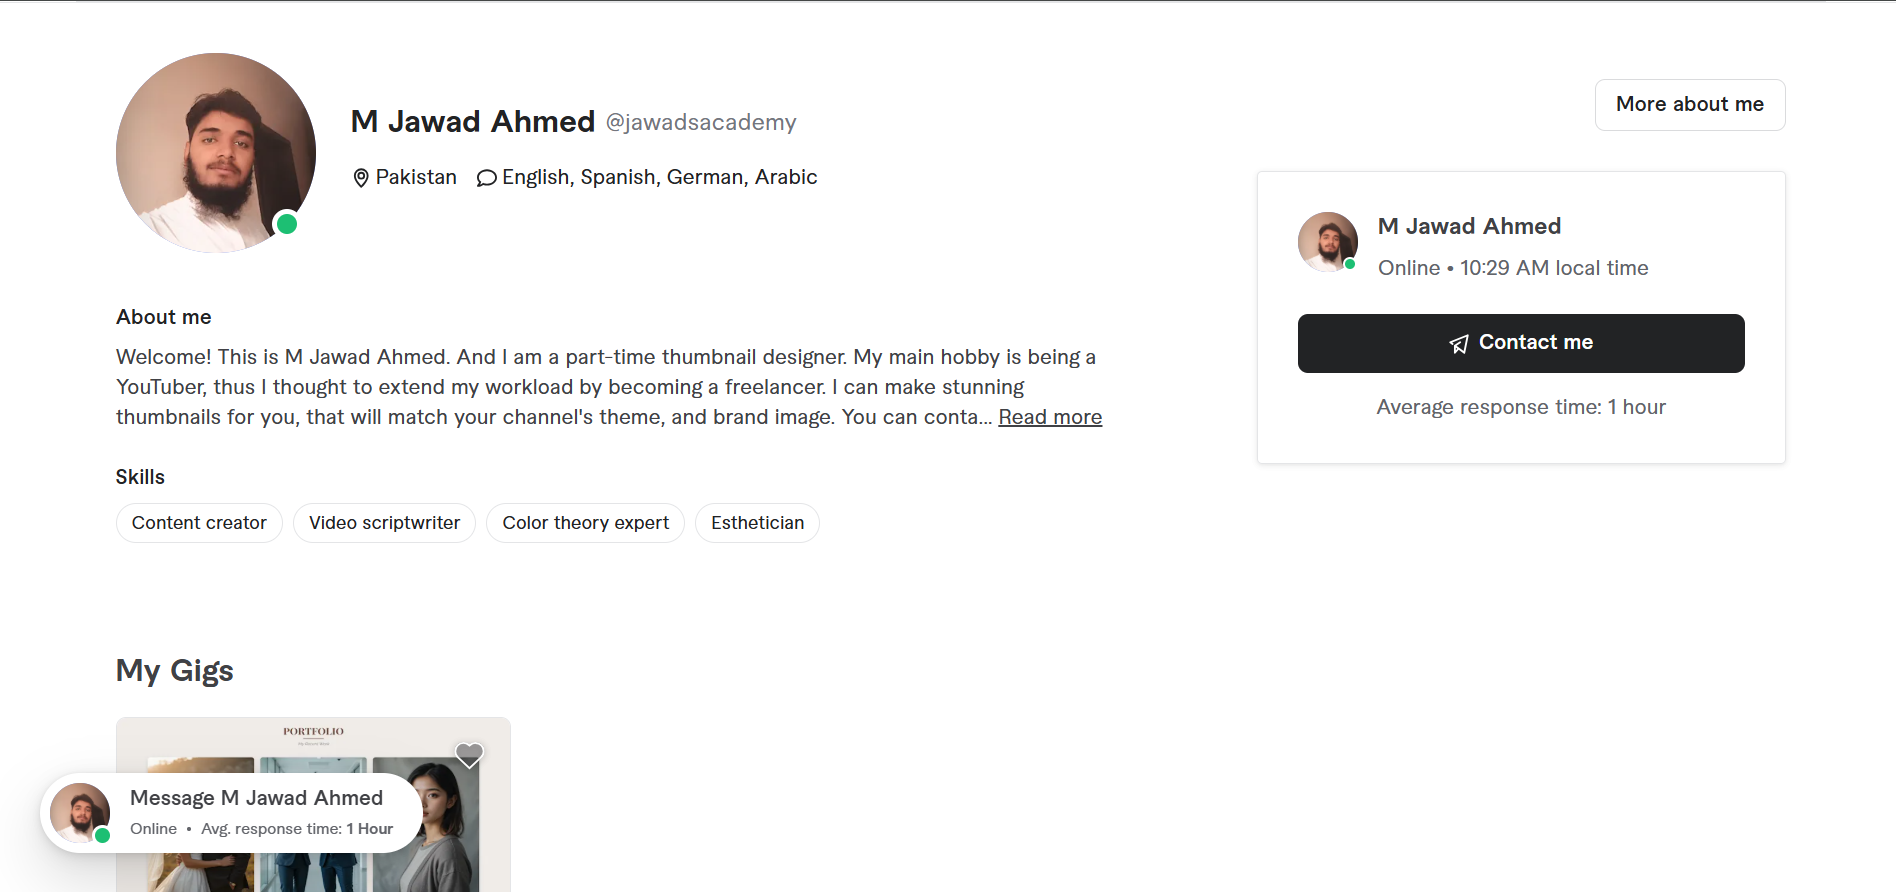 M Jawad Ahmed @jawadsacademy
Pakistan English, Spanish, German, Arabic
More about me
M Jawad Ahmed
Online • 10:29 AM local time
Contact me
Average response time: 1 hour
About me
Welcome! This is M Jawad Ahmed. And I am a part-time thumbnail designer. My main hobby is being a
YouTuber, thus I thought to extend my workload by becoming a freelancer. I can make stunning
thumbnails for you, that will match your channel's theme, and brand image. You can conta... Read more
Skills
Content creator Video scriptwriter Color theory expert Esthetician
My Gigs
PORTFOLIO
Message M Jawad Ahmed
Online • Avg. response time: 1 Hour